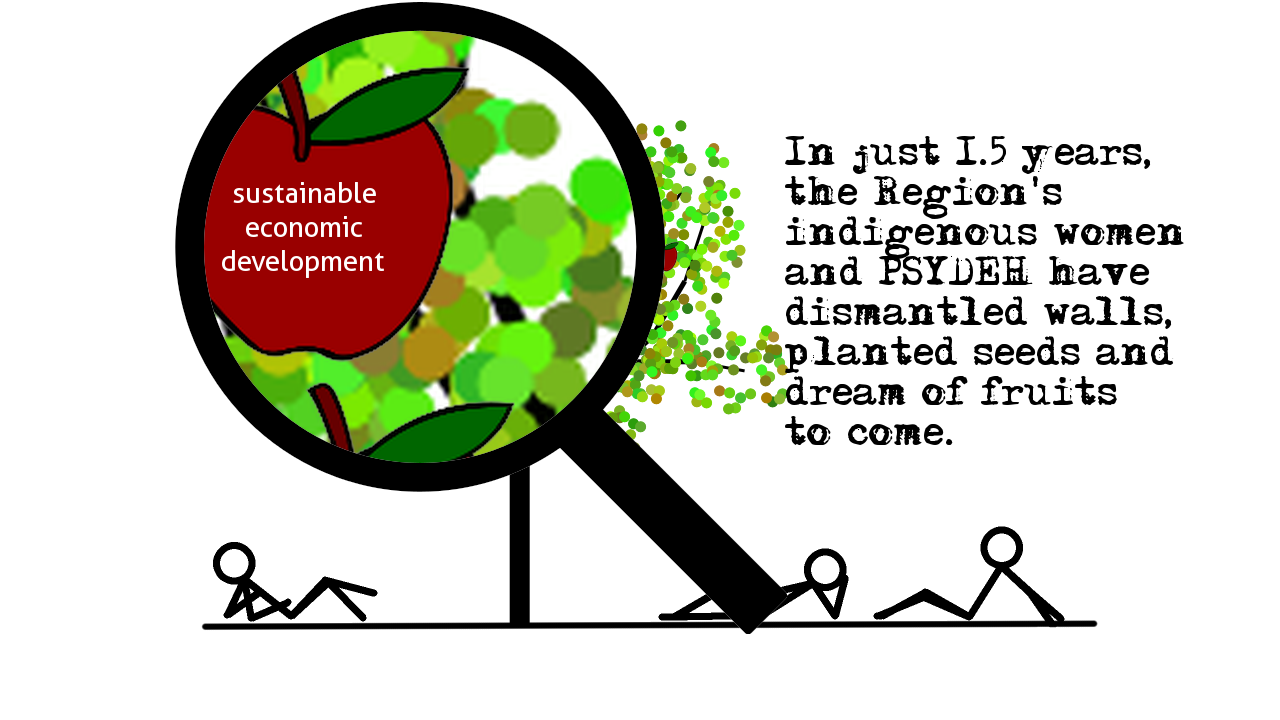 sustainable
economic
development
In just 1.5 years,
the Region's
indigenous women
and PSYDEH have
dismantled walls,
planted seeds and
dream of fruits
to come.